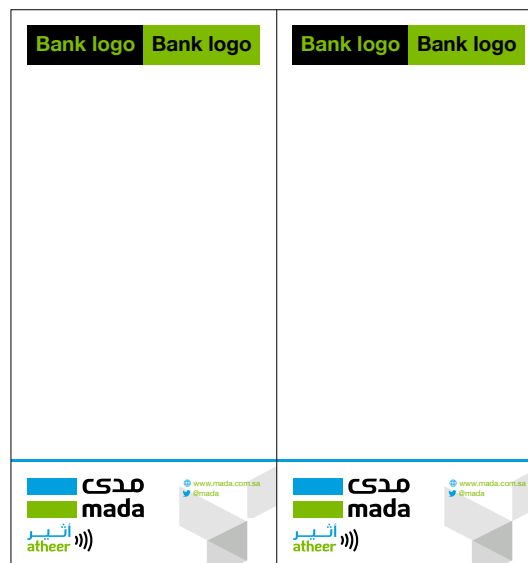 Bank logo Bank logo
مدى
mada
أثير
atheer
www.mada.com.sa
@mada
Bank logo Bank logo
مدى
mada
أثير
atheer
www.mada.com.sa
@mada